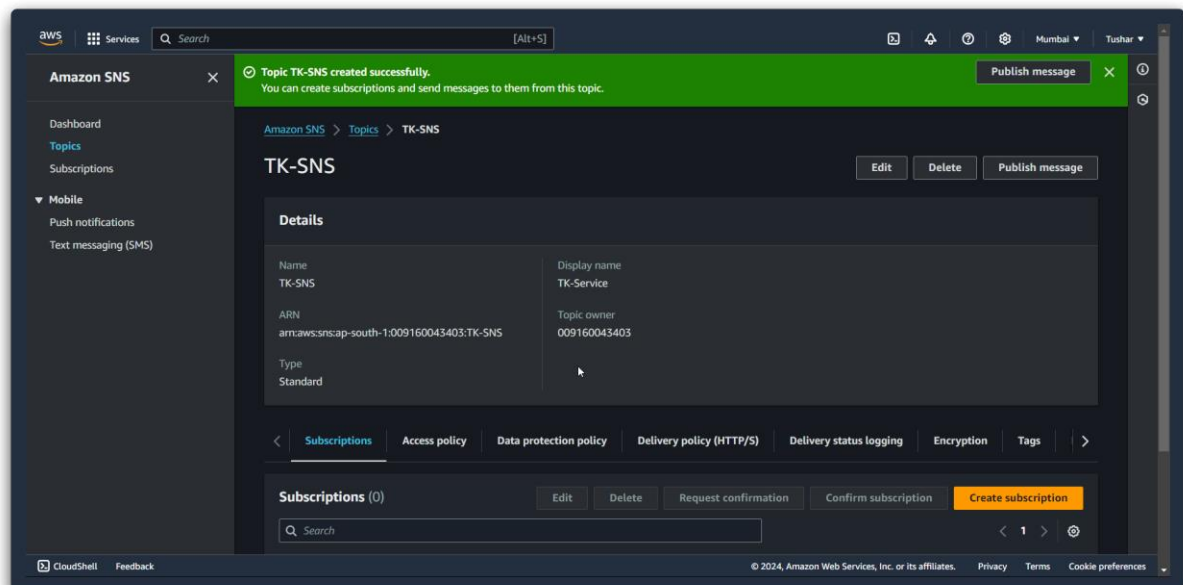 aws
Services
Search
[Alt+S]
Mumbai
Tushar
Amazon SNS
Dashboard
Topics
Subscriptions
Mobile
Push notifications
Text messaging (SMS)
Topic TK-SNS created successfully.
You can create subscriptions and send messages to them from this topic.
Publish message
Amazon SNS > Topics > TK-SNS
TK-SNS
Edit
Delete
Publish message
Details
Name
TK-SNS
Display name
TK-Service
ARN
arn:aws:sns:ap-south-1:009160043403:TK-SNS
Topic owner
009160043403
Type
Standard
Subscriptions
Access policy
Data protection policy
Delivery policy (HTTP/S)
Delivery status logging
Encryption
Tags
Subscriptions (0)
Edit
Delete
Request confirmation
Confirm subscription
Create subscription
Search
1
CloudShell
Feedback
© 2024, Amazon Web Services, Inc. or its affiliates.
Privacy
Terms
Cookie preferences